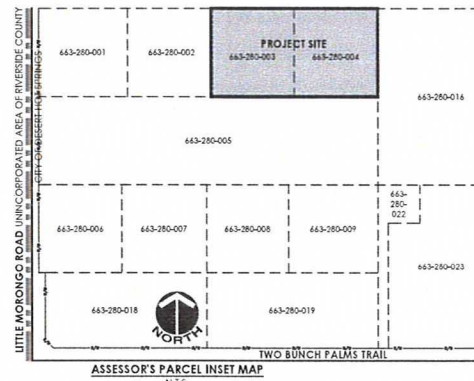 LITTLE MORONGO ROAD UNINCORPORATED AREA OF RIVERSIDE COUNTY
CITY OF DESERT HOT SPRINGS
663-280-001
663-280-002
PROJECT SITE
663-280-003
663-280-004
663-280-016
663-280-005
663-280-006
663-280-007
663-280-008
663-280-009
663-
280-
022
663-280-023
663-280-018
NORTH
663-280-019
TWO BUNCH PALMS TRAIL
ASSESSOR'S PARCEL INSET MAP
N.T.S.